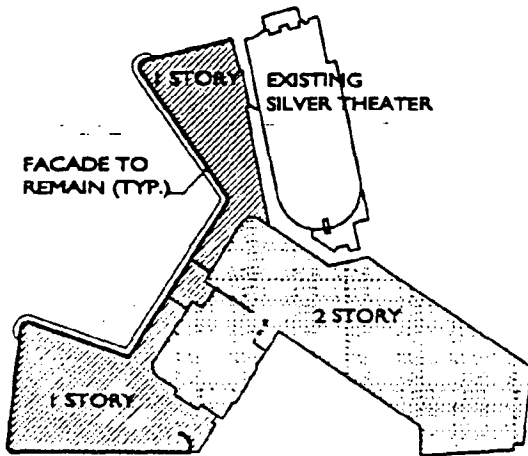 1 STORY
EXISTING
SILVER THEATER
FACADE TO
REMAIN (TYP.)
2 STORY
1 STORY